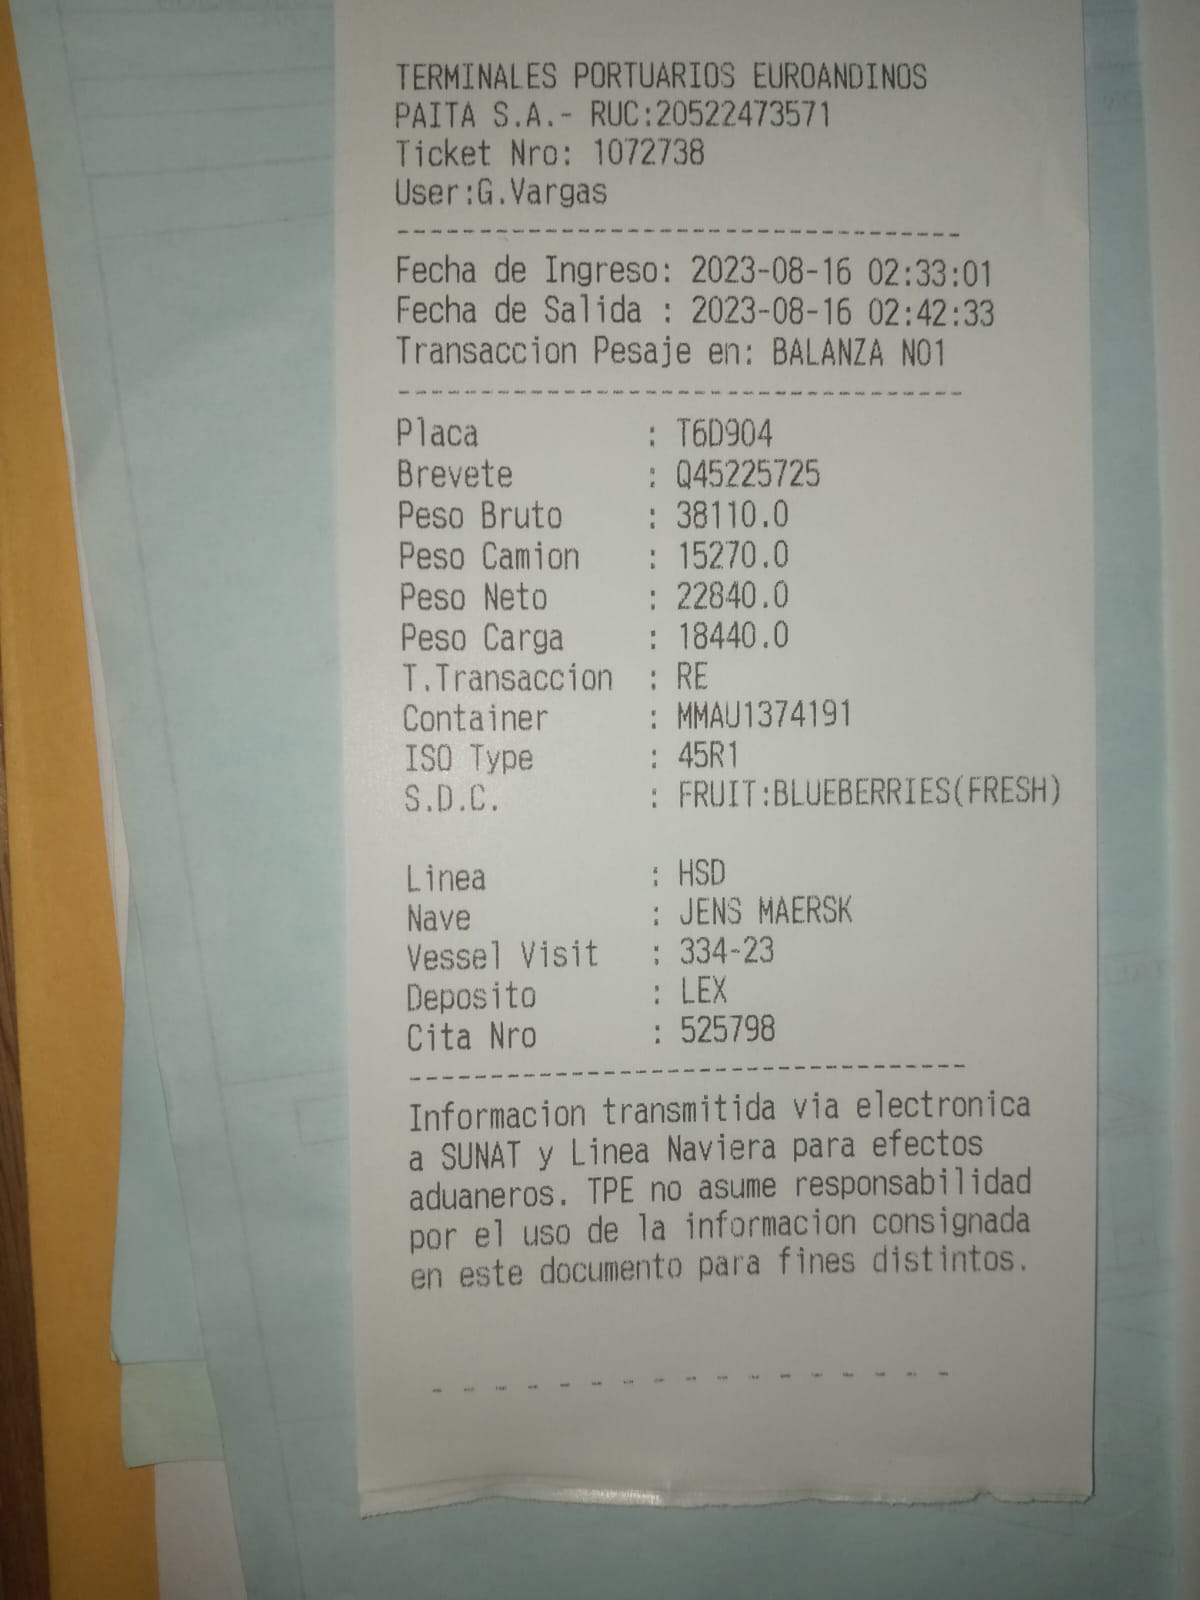 TERMINALES PORTUARIOS EUROANDINOS
PAITA S.A.- RUC:20522473571
Ticket Nro: 1072738
User:G.Vargas
-----------------------------------
Fecha de Ingreso: 2023-08-16 02:33:01
Fecha de Salida : 2023-08-16 02:42:33
Transaccion Pesaje en: BALANZA NO1
-----------------------------------
Placa : T6D904
Brevete : Q45225725
Peso Bruto : 38110.0
Peso Camion : 15270.0
Peso Neto : 22840.0
Peso Carga : 18440.0
T.Transaccion : RE
Container : MMAU1374191
ISO Type : 45R1
S.D.C. : FRUIT:BLUEBERRIES(FRESH)
Linea : HSD
Nave : JENS MAERSK
Vessel Visit : 334-23
Deposito : LEX
Cita Nro : 525798
-----------------------------------
Informacion transmitida via electronica
a SUNAT y Linea Naviera para efectos
aduaneros. TPE no asume responsabilidad
por el uso de la informacion consignada
en este documento para fines distintos.
- - - - - - - - - - - - - - - - -